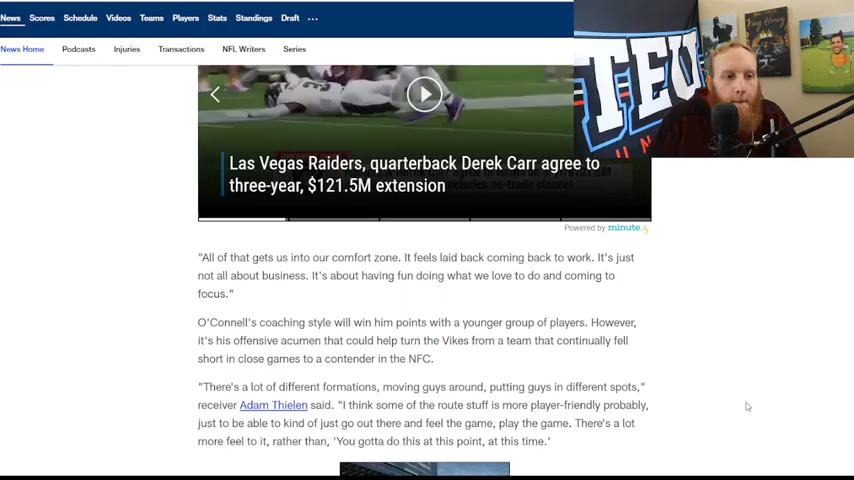 News Scores Schedule Videos Teams Players Stats Standings Draft ...
News Home Podcasts Injuries Transactions NFL Writers Series
TEU
Las Vegas Raiders, quarterback Derek Carr agree to
three-year, $121.5M extension
Powered by minute.ly
"All of that gets us into our comfort zone. It feels laid back coming back to work. It's just
not all about business. It's about having fun doing what we love to do and coming to
focus."
O'Connell's coaching style will win him points with a younger group of players. However,
it's his offensive acumen that could help turn the Vikes from a team that continually fell
short in close games to a contender in the NFC.
"There's a lot of different formations, moving guys around, putting guys in different spots,"
receiver Adam Thielen said. "I think some of the route stuff is more player-friendly probably,
just to be able to kind of just go out there and feel the game, play the game. There's a lot
more feel to it, rather than, 'You gotta do this at this point, at this time.'